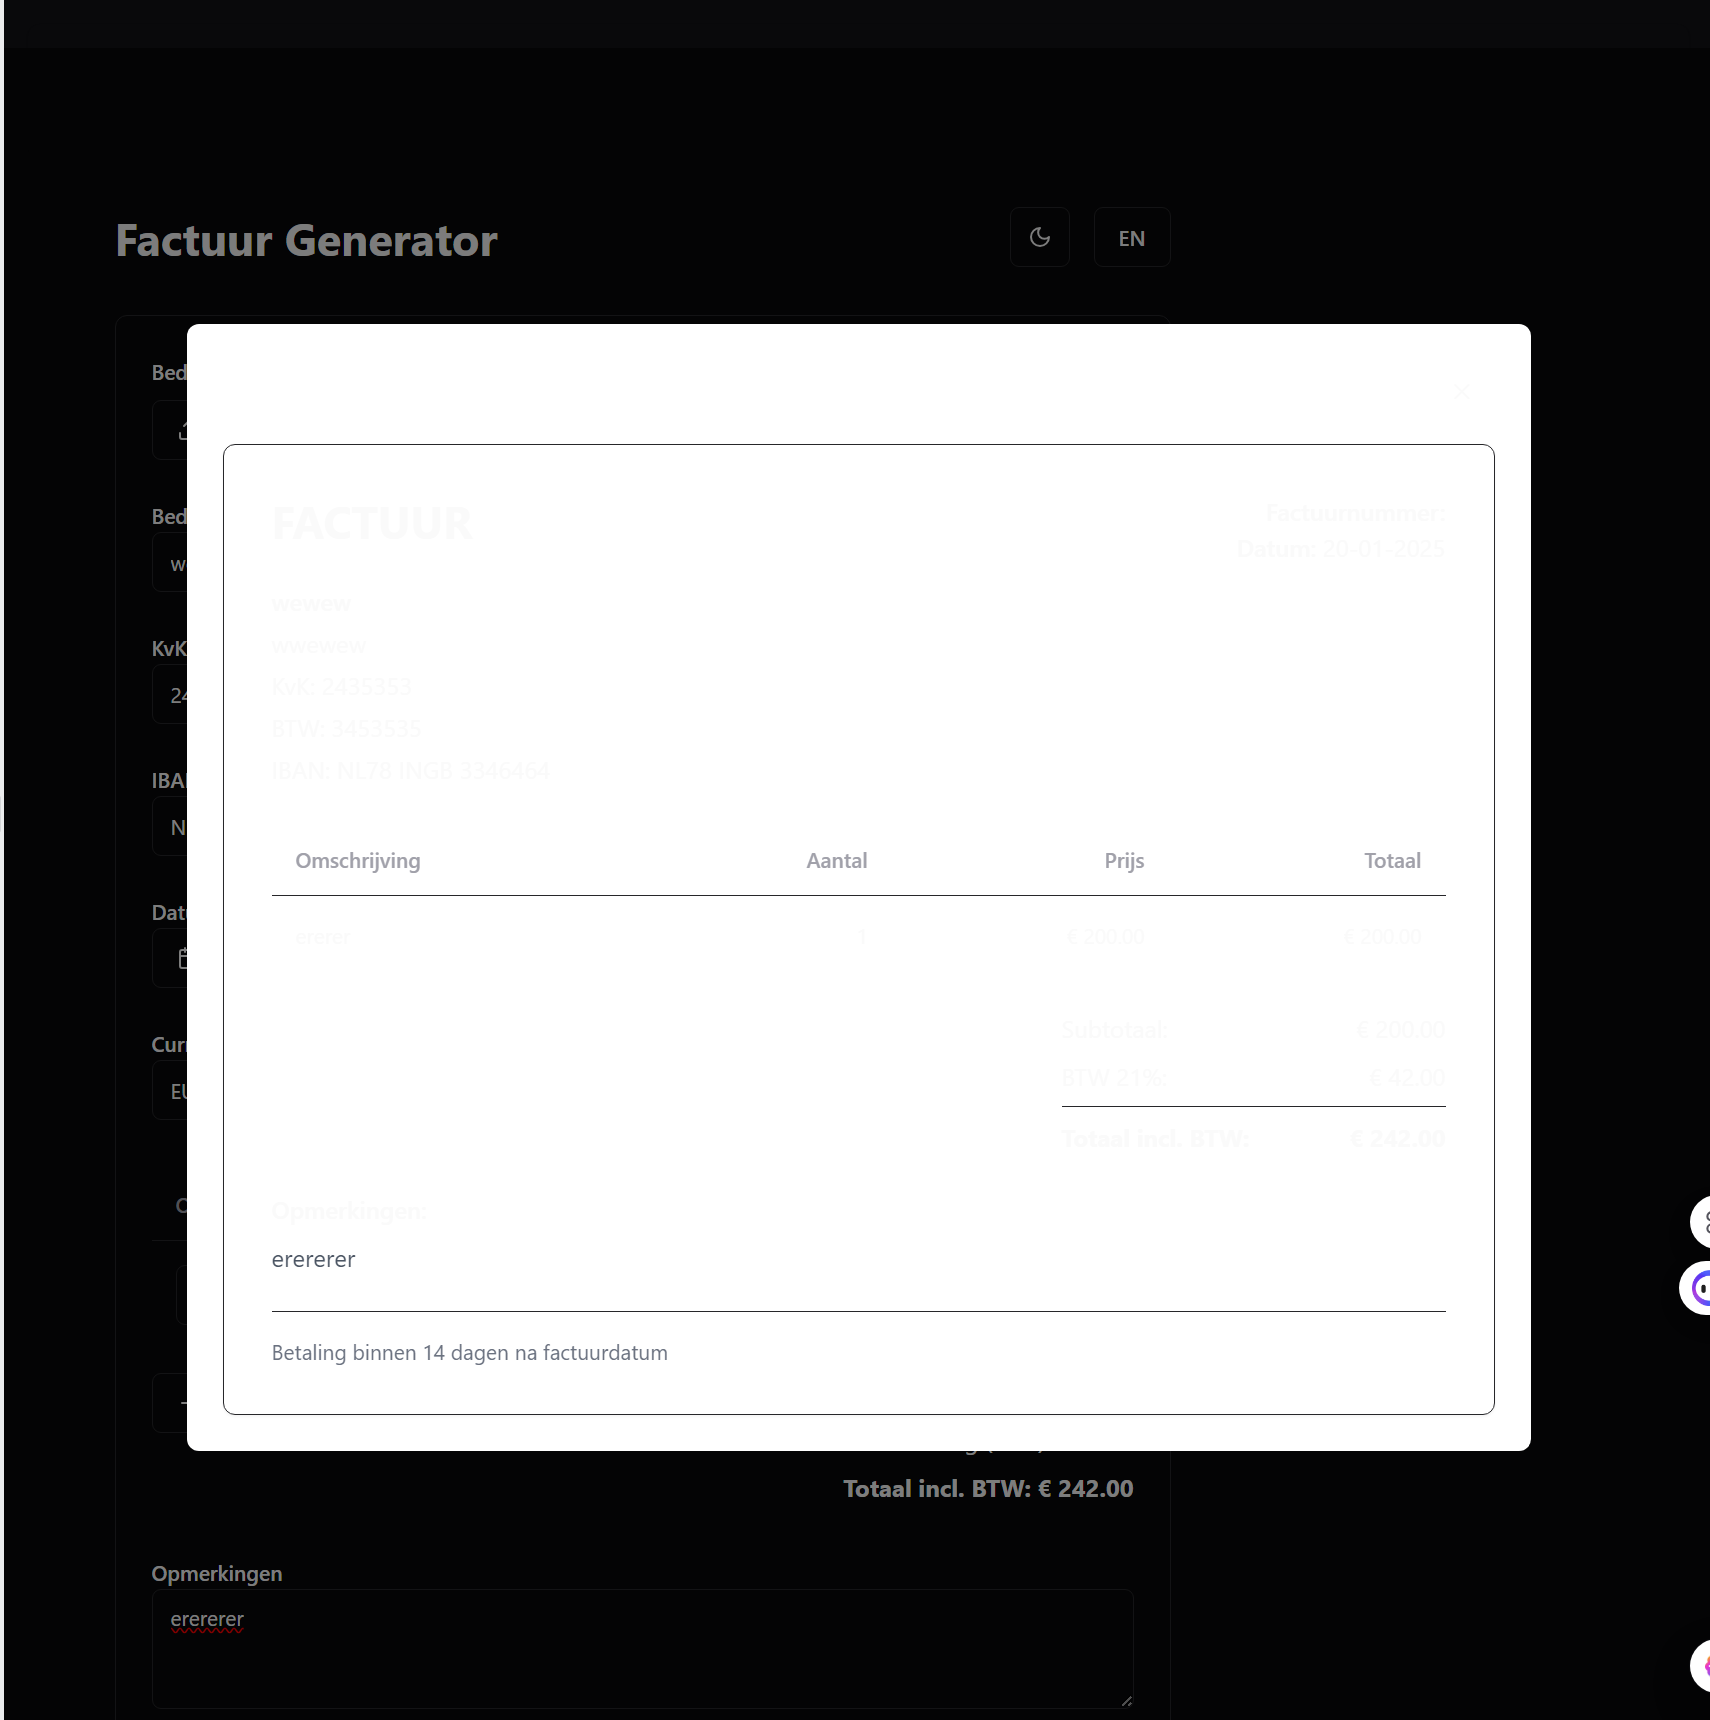 Factuur Generator
EN
Bed
Bed
we
KvK
24
IBA
N
Dat
Curr
EU
FACTUUR
Factuurnummer:
Datum: 20-01-2025
wewew
wwewew
KvK: 2435353
BTW: 3453535
IBAN: NL78 INGB 3346464
Omschrijving Aantal Prijs Totaal
ererer 1 € 200.00 € 200.00
Subtotaal: € 200.00
BTW 21%: € 42.00
Totaal incl. BTW: € 242.00
Opmerkingen:
erererer
Betaling binnen 14 dagen na factuurdatum
Totaal incl. BTW: € 242.00
Opmerkingen
erererer